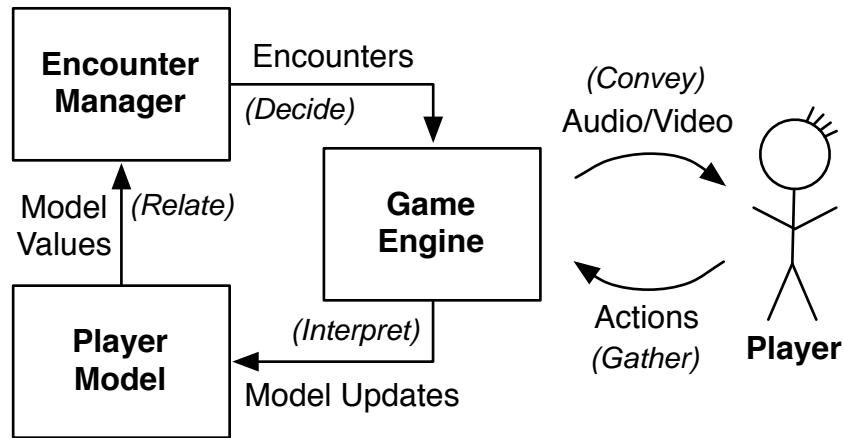 Encounter
Manager
Encounters
(Decide)
(Convey)
Audio/Video
Game
Engine
Model
Values
(Relate)
Player
Model
(Interpret)
Model Updates
Actions
(Gather)
Player